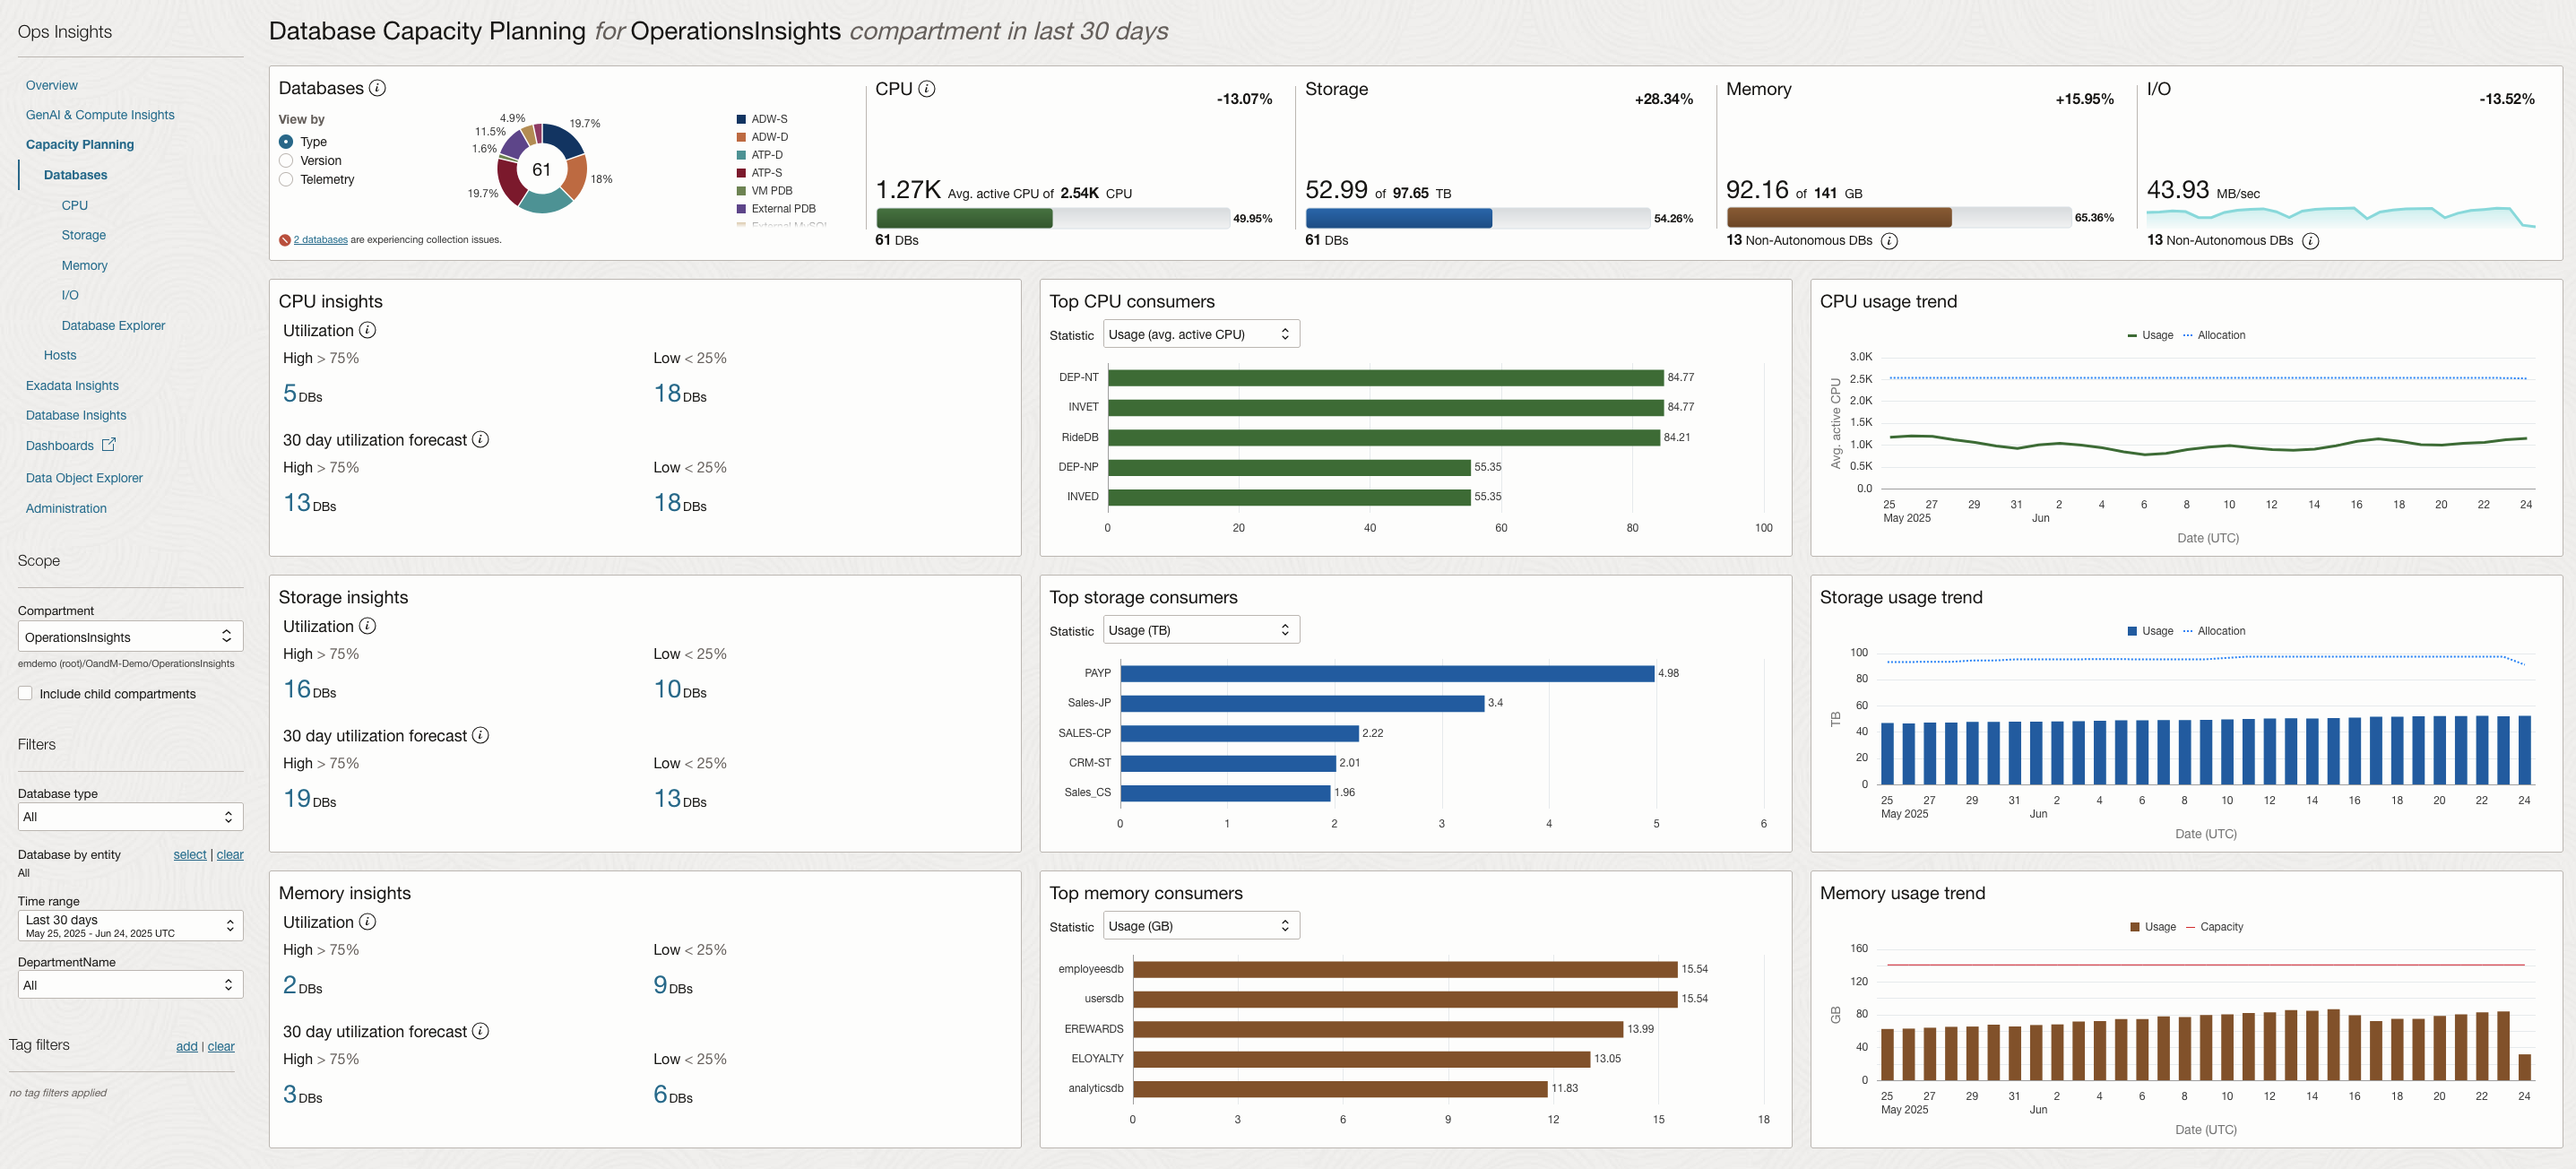 Ops Insights
Overview
GenAI & Compute Insights
Capacity Planning
Databases
CPU
Storage
Memory
I/O
Database Explorer
Hosts
Exadata Insights
Database Insights
Dashboards
Data Object Explorer
Administration
Scope
Compartment
OperationsInsights
emdemo (root)/OandM-Demo/OperationsInsights
Include child compartments
Filters
Database type
All
Database by entity select | clear
All
Time range
Last 30 days
May 25, 2025 - Jun 24, 2025 UTC
DepartmentName
All
Tag filters add | clear
no tag filters applied
Database Capacity Planning for OperationsInsights compartment in last 30 days
Databases
View by
Type
Version
Telemetry
4.9%
19.7%
11.5%
1.6%
61
18%
19.7%
ADW-S
ADW-D
ATP-D
ATP-S
VM PDB
External PDB
External MySQL
2 databases are experiencing collection issues.
CPU
-13.07%
1.27K Avg. active CPU of 2.54K CPU
49.95%
61 DBs
Storage
+28.34%
52.99 of 97.65 TB
54.26%
61 DBs
Memory
+15.95%
92.16 of 141 GB
65.36%
13 Non-Autonomous DBs
I/O
-13.52%
43.93 MB/sec
13 Non-Autonomous DBs
CPU insights
Utilization
High > 75% Low < 25%
5 DBs 18 DBs
30 day utilization forecast
High > 75% Low < 25%
13 DBs 18 DBs
Top CPU consumers
Statistic Usage (avg. active CPU)
DEP-NT 84.77
INVET 84.77
RideDB 84.21
DEP-NP 55.35
INVED 55.35
0 20 40 60 80 100
CPU usage trend
Usage Allocation
Avg. active CPU
3.0K
2.5K
2.0K
1.5K
1.0K
0.5K
0.0
25 27 29 31 2 4 6 8 10 12 14 16 18 20 22 24
May 2025 Jun
Date (UTC)
Storage insights
Utilization
High > 75% Low < 25%
16 DBs 10 DBs
30 day utilization forecast
High > 75% Low < 25%
19 DBs 13 DBs
Top storage consumers
Statistic Usage (TB)
PAYP 4.98
Sales-JP 3.4
SALES-CP 2.22
CRM-ST 2.01
Sales_CS 1.96
0 1 2 3 4 5 6
Storage usage trend
Usage Allocation
TB
100
80
60
40
20
0
25 27 29 31 2 4 6 8 10 12 14 16 18 20 22 24
May 2025 Jun
Date (UTC)
Memory insights
Utilization
High > 75% Low < 25%
2 DBs 9 DBs
30 day utilization forecast
High > 75% Low < 25%
3 DBs 6 DBs
Top memory consumers
Statistic Usage (GB)
employeesdb 15.54
usersdb 15.54
EREWARDS 13.99
ELOYALTY 13.05
analyticsdb 11.83
0 3 6 9 12 15 18
Memory usage trend
Usage Capacity
GB
160
120
80
40
0
25 27 29 31 2 4 6 8 10 12 14 16 18 20 22 24
May 2025 Jun
Date (UTC)